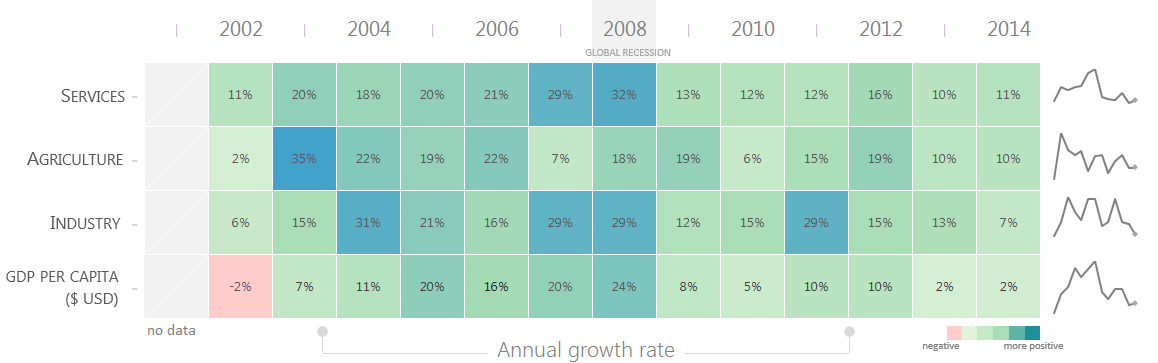 2002 2004 2006 2008 2010 2012 2014
GLOBAL RECESSION
SERVICES 11% 20% 18% 20% 21% 29% 32% 13% 12% 12% 16% 10% 11%
AGRICULTURE 2% 35% 22% 19% 22% 7% 18% 19% 6% 15% 19% 10% 10%
INDUSTRY 6% 15% 31% 21% 16% 29% 29% 12% 15% 29% 15% 13% 7%
GDP PER CAPITA
($ USD) -2% 7% 11% 20% 16% 20% 24% 8% 5% 10% 10% 2% 2%
no data
negative more positive
Annual growth rate